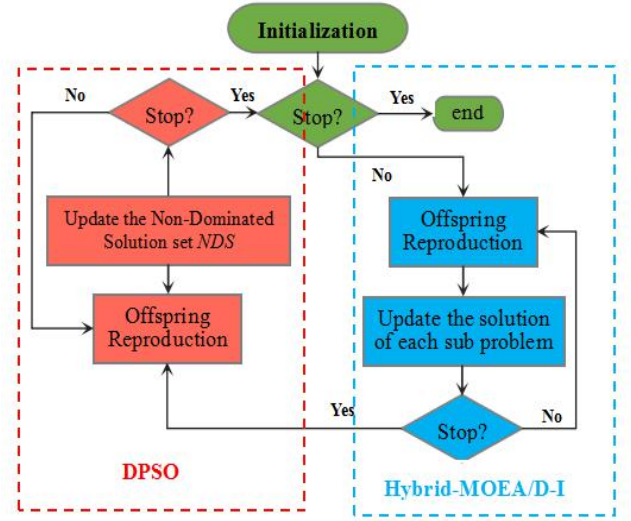 Initialization
No
Stop?
Yes
Stop?
Yes
end
No
Update the Non-Dominated
Solution set NDS
Offspring
Reproduction
Offspring
Reproduction
Update the solution
of each sub problem
Yes
Stop?
No
DPSO
Hybrid-MOEA/D-I